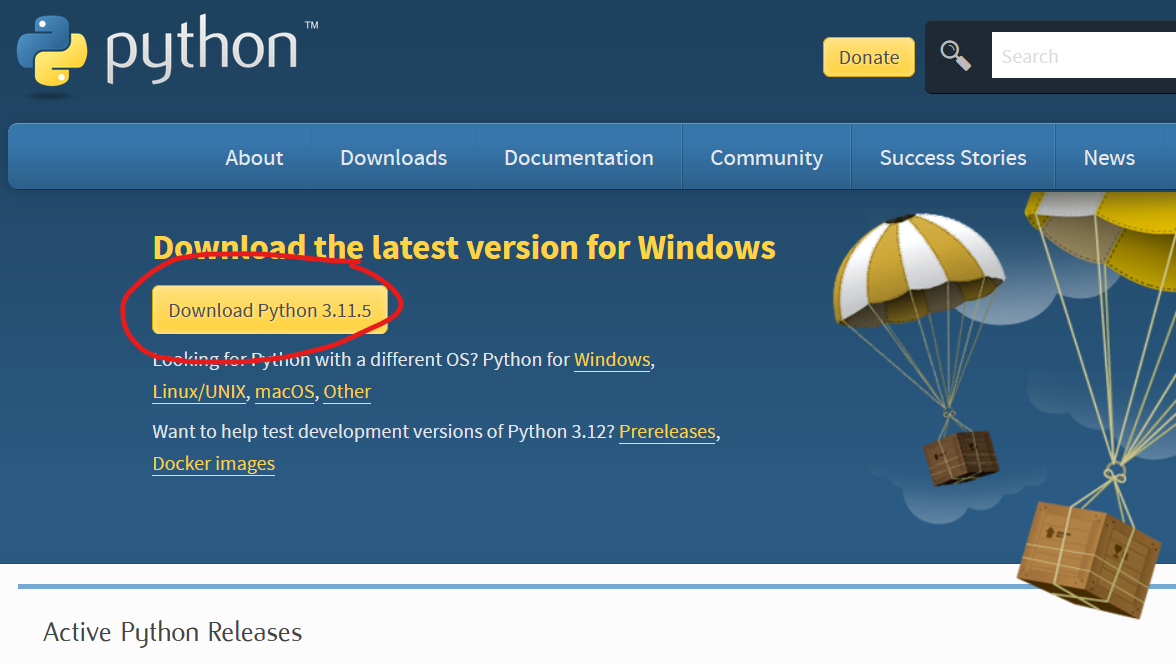 python™
Donate
Search
About Downloads Documentation Community Success Stories News
Download the latest version for Windows
Download Python 3.11.5
Looking for Python with a different OS? Python for Windows,
Linux/UNIX, macOS, Other
Want to help test development versions of Python 3.12? Prereleases,
Docker images
Active Python Releases